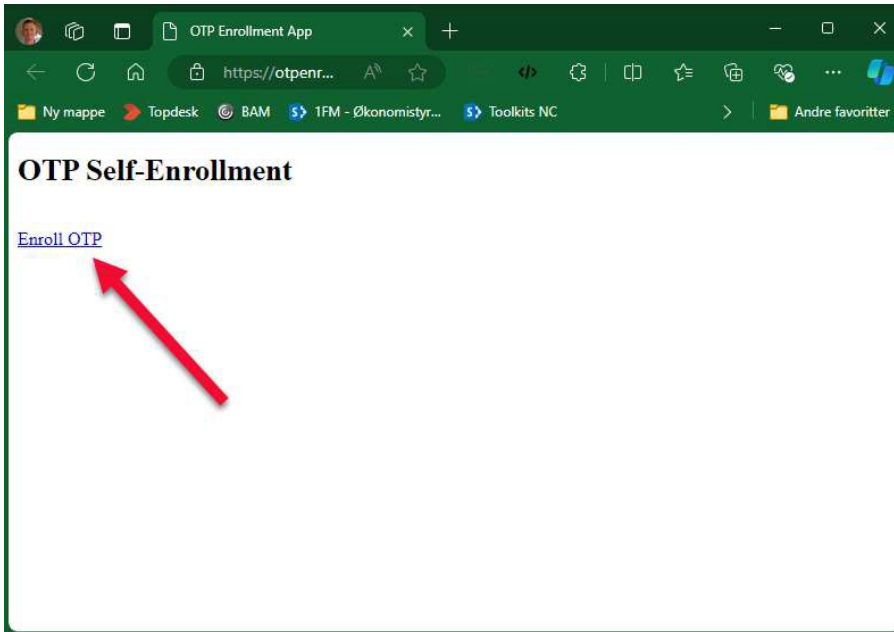 OTP Enrollment App
https://otpenr...
Ny mappe Topdesk BAM 1FM - Økonomistyr... Toolkits NC Andre favoritter
OTP Self-Enrollment
Enroll OTP